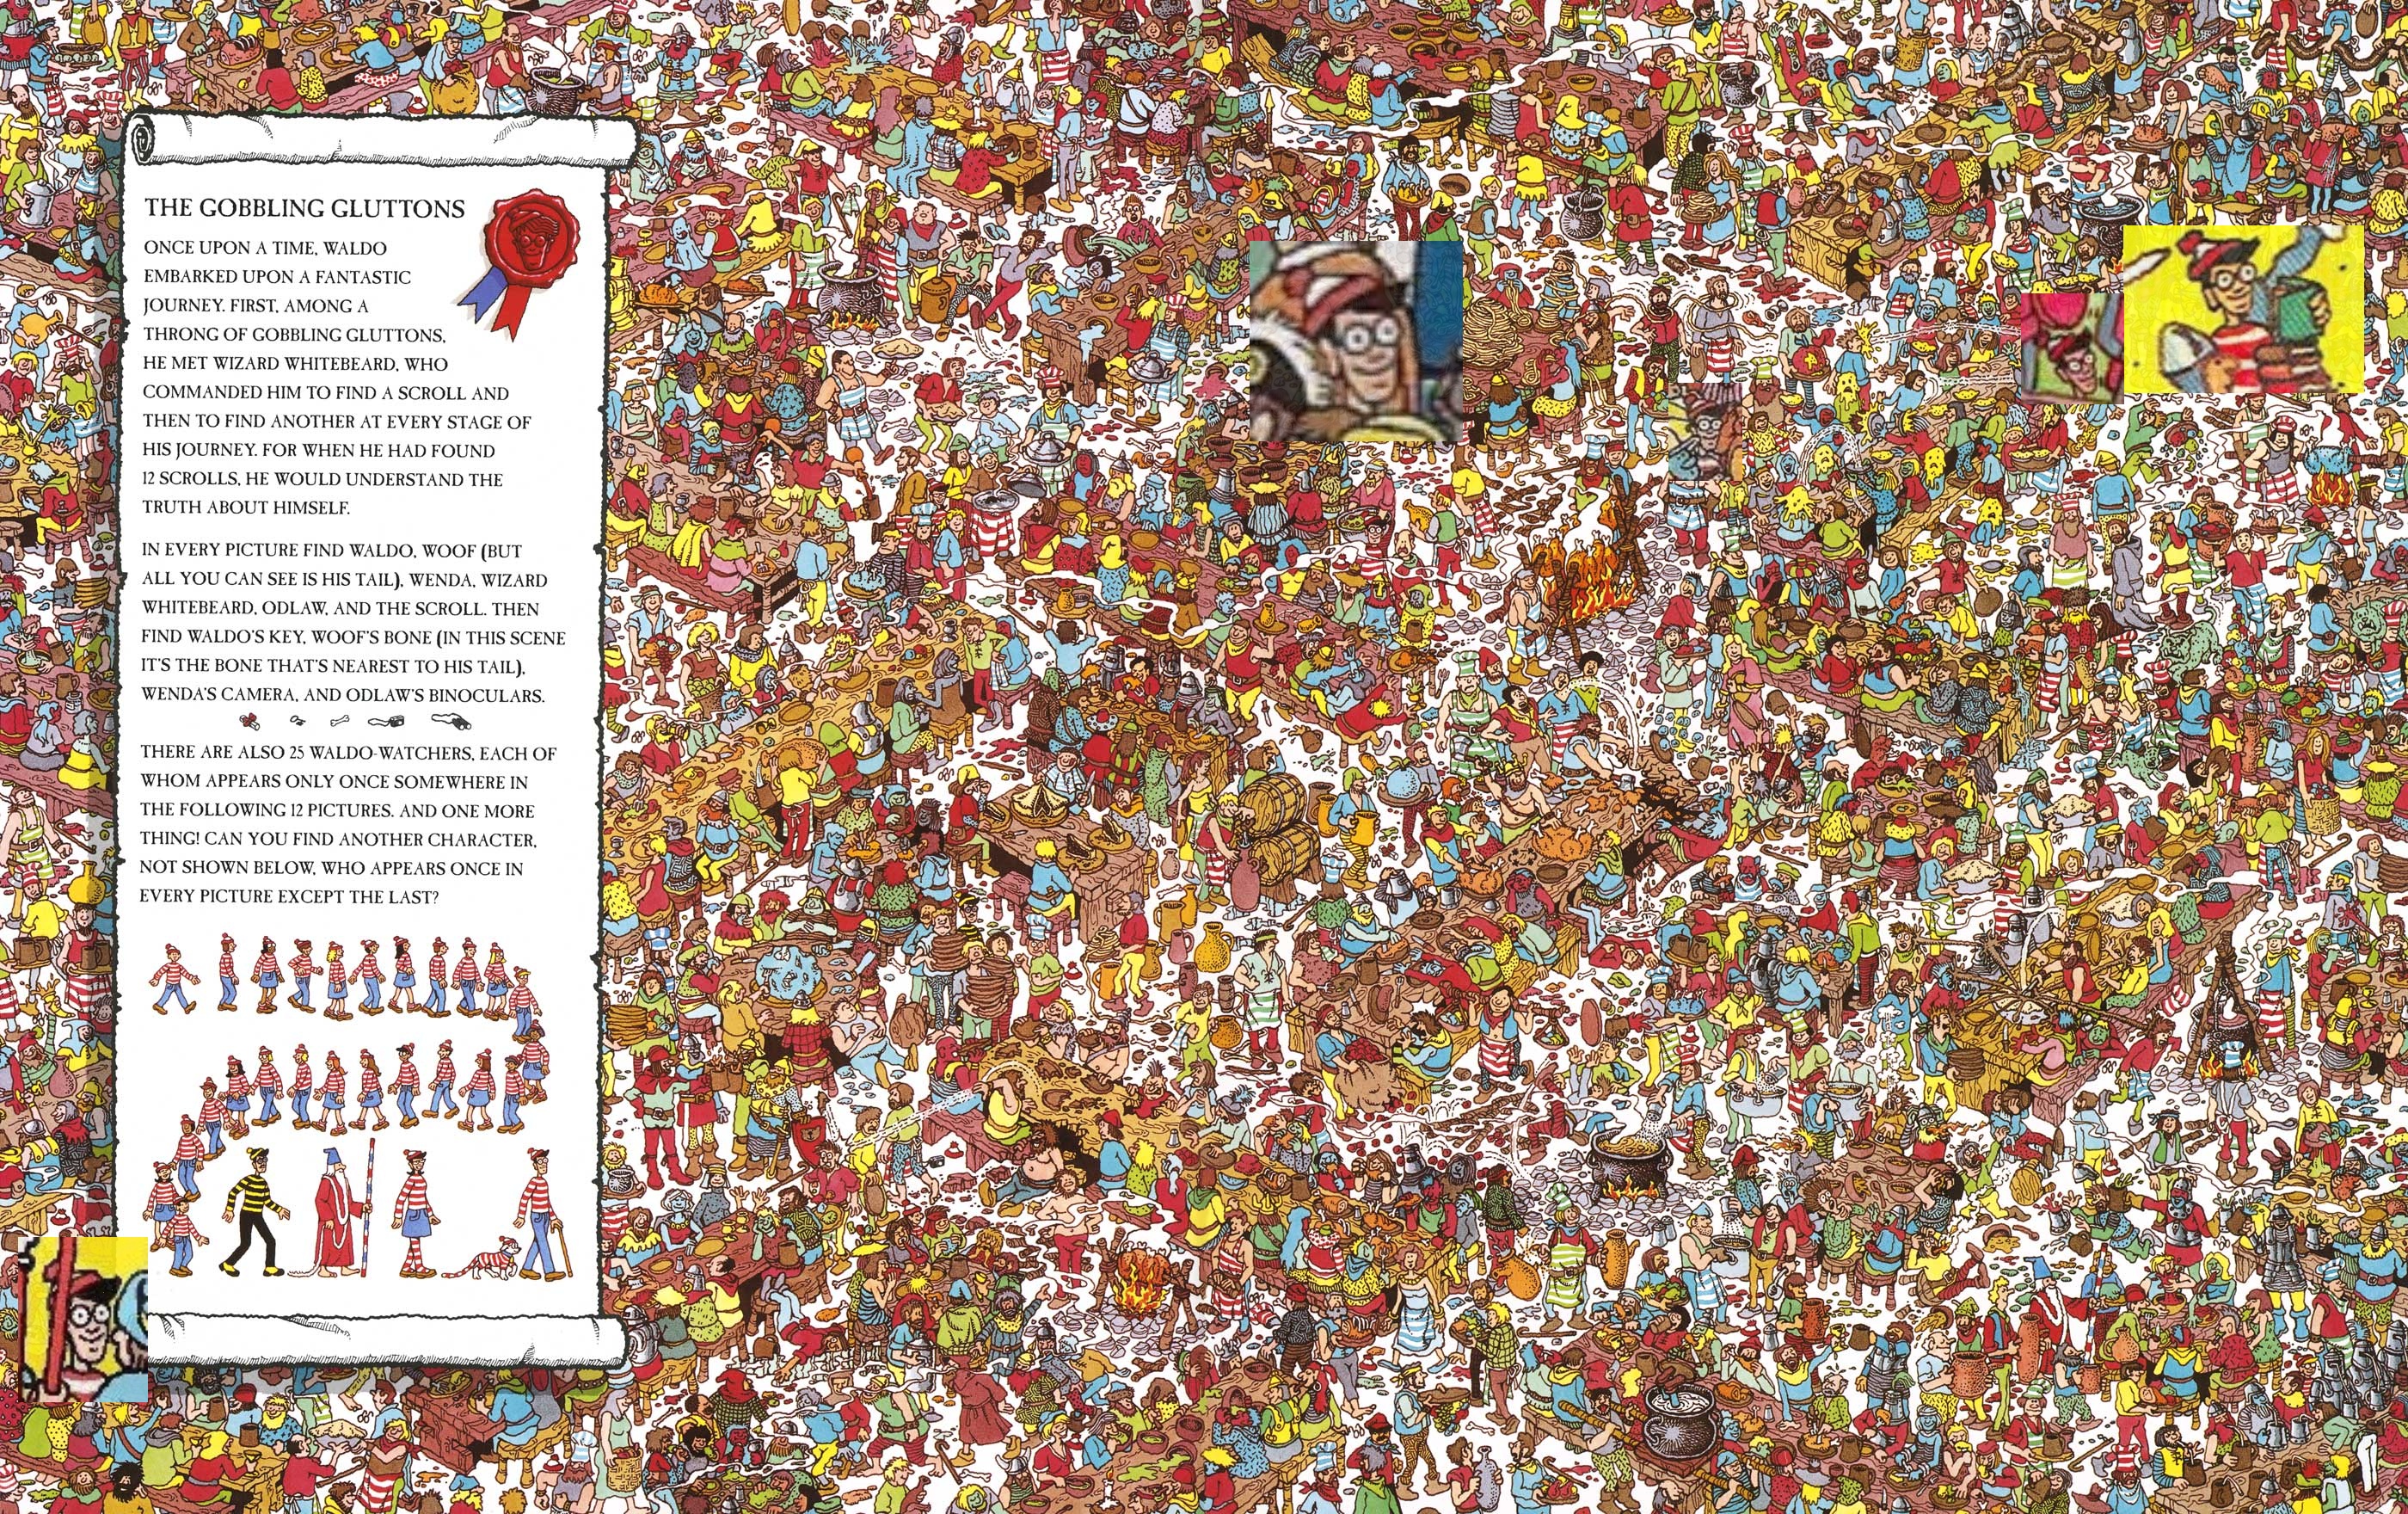 THE GOBBLING GLUTTONS
ONCE UPON A TIME, WALDO
EMBARKED UPON A FANTASTIC
JOURNEY. FIRST, AMONG A
THRONG OF GOBBLING GLUTTONS,
HE MET WIZARD WHITEBEARD, WHO
COMMANDED HIM TO FIND A SCROLL AND
THEN TO FIND ANOTHER AT EVERY STAGE OF
HIS JOURNEY. FOR WHEN HE HAD FOUND
12 SCROLLS, HE WOULD UNDERSTAND THE
TRUTH ABOUT HIMSELF.
IN EVERY PICTURE FIND WALDO, WOOF (BUT
ALL YOU CAN SEE IS HIS TAIL), WENDA, WIZARD
WHITEBEARD, ODLAW, AND THE SCROLL. THEN
FIND WALDO'S KEY, WOOF'S BONE (IN THIS SCENE
IT'S THE BONE THAT'S NEAREST TO HIS TAIL),
WENDA'S CAMERA, AND ODLAW'S BINOCULARS.
THERE ARE ALSO 25 WALDO-WATCHERS, EACH OF
WHOM APPEARS ONLY ONCE SOMEWHERE IN
THE FOLLOWING 12 PICTURES. AND ONE MORE
THING! CAN YOU FIND ANOTHER CHARACTER,
NOT SHOWN BELOW, WHO APPEARS ONCE IN
EVERY PICTURE EXCEPT THE LAST?